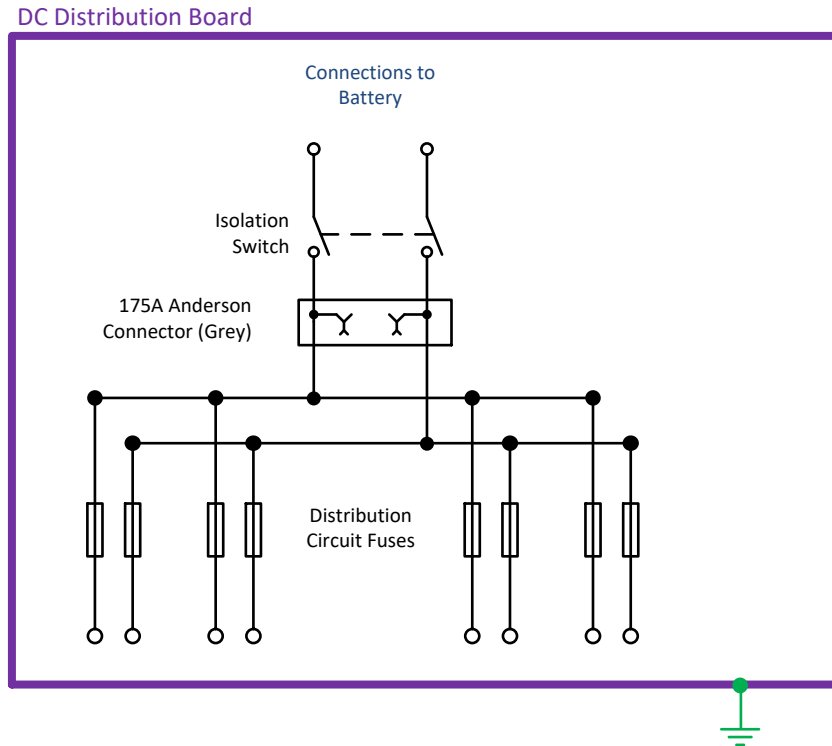 DC Distribution Board
Connections to
Battery
Isolation
Switch
175A Anderson
Connector (Grey)
Distribution
Circuit Fuses